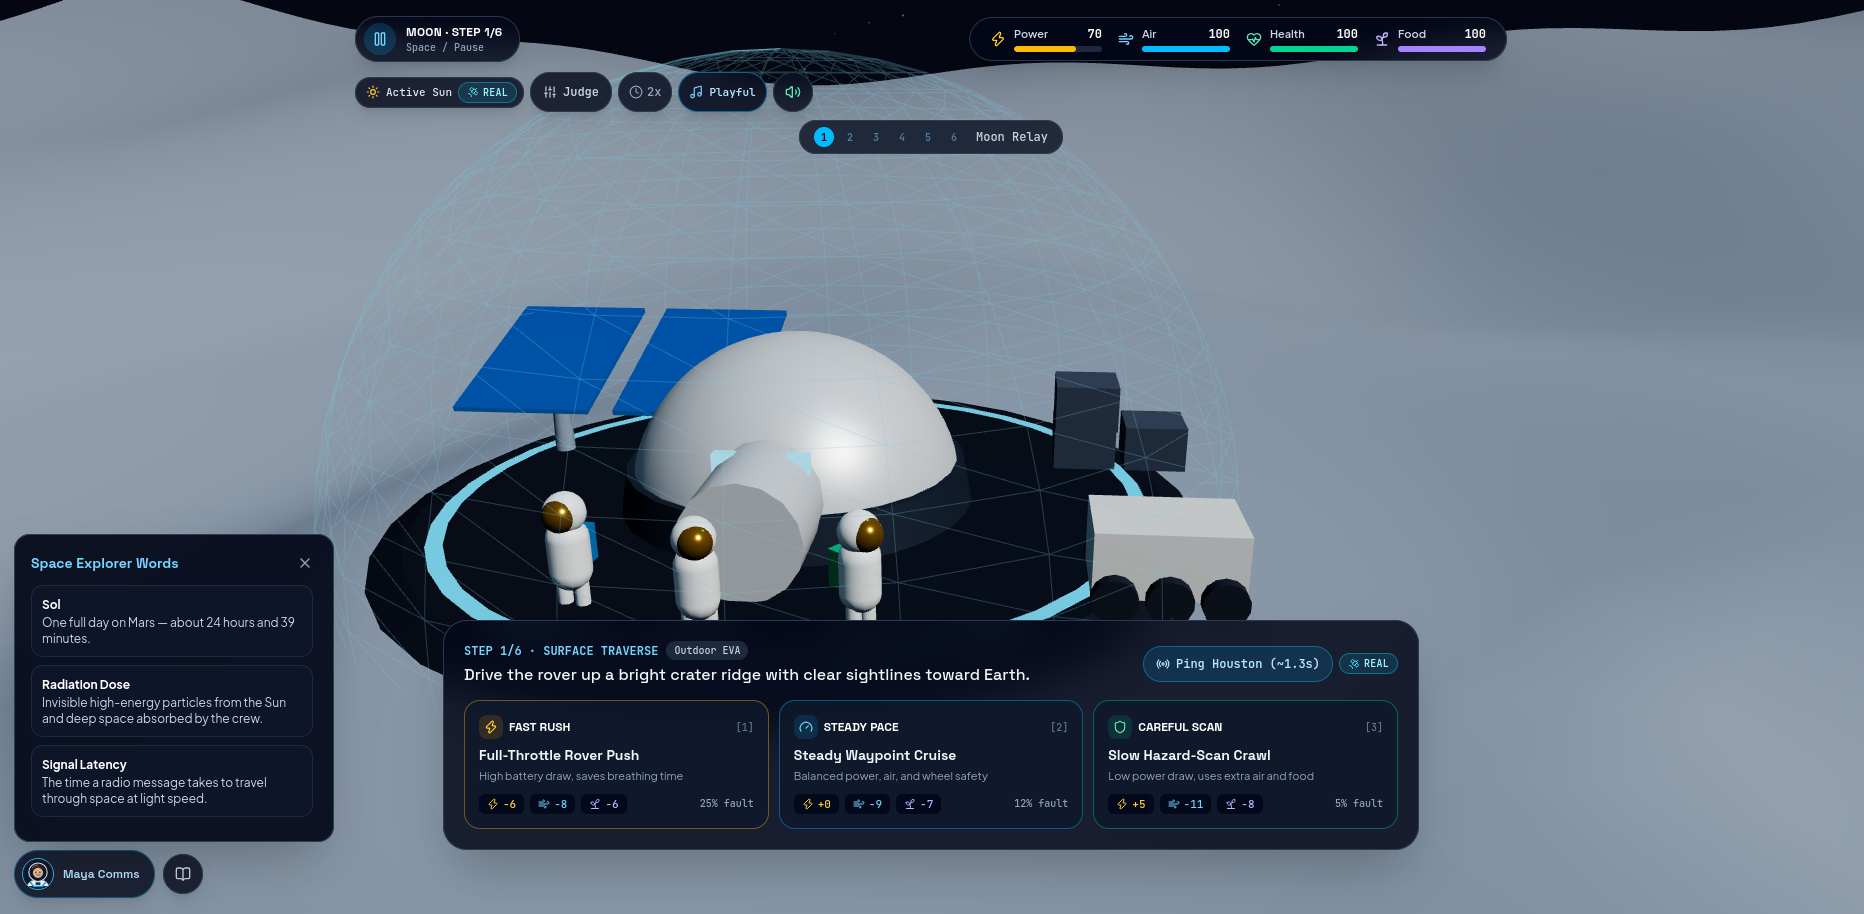 MOON · STEP 1/6
Space / Pause
Power 70
Air 100
Health 100
Food 100
Active Sun REAL
Judge
2x
Playful
1 2 3 4 5 6 Moon Relay
Space Explorer Words
Sol
One full day on Mars — about 24 hours and 39
minutes.
Radiation Dose
Invisible high-energy particles from the Sun
and deep space absorbed by the crew.
Signal Latency
The time a radio message takes to travel
through space at light speed.
Maya Comms
STEP 1/6 · SURFACE TRAVERSE Outdoor EVA
Drive the rover up a bright crater ridge with clear sightlines toward Earth.
Ping Houston (~1.3s) REAL
FAST RUSH [1]
Full-Throttle Rover Push
High battery draw, saves breathing time
-6 -8 -6 25% fault
STEADY PACE [2]
Steady Waypoint Cruise
Balanced power, air, and wheel safety
+0 -9 -7 12% fault
CAREFUL SCAN [3]
Slow Hazard-Scan Crawl
Low power draw, uses extra air and food
+5 -11 -8 5% fault